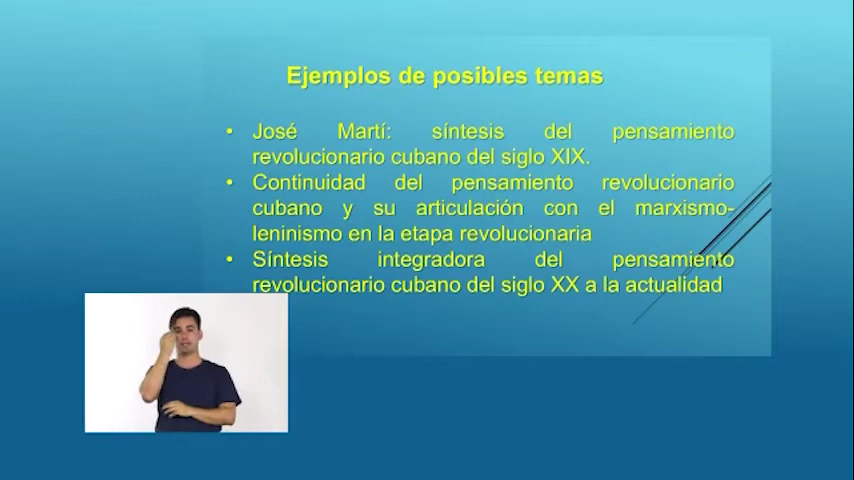 Ejemplos de posibles temas
• José Martí: síntesis del pensamiento
revolucionario cubano del siglo XIX.
• Continuidad del pensamiento revolucionario
cubano y su articulación con el marxismo-
leninismo en la etapa revolucionaria
• Síntesis integradora del pensamiento
revolucionario cubano del siglo XX a la actualidad